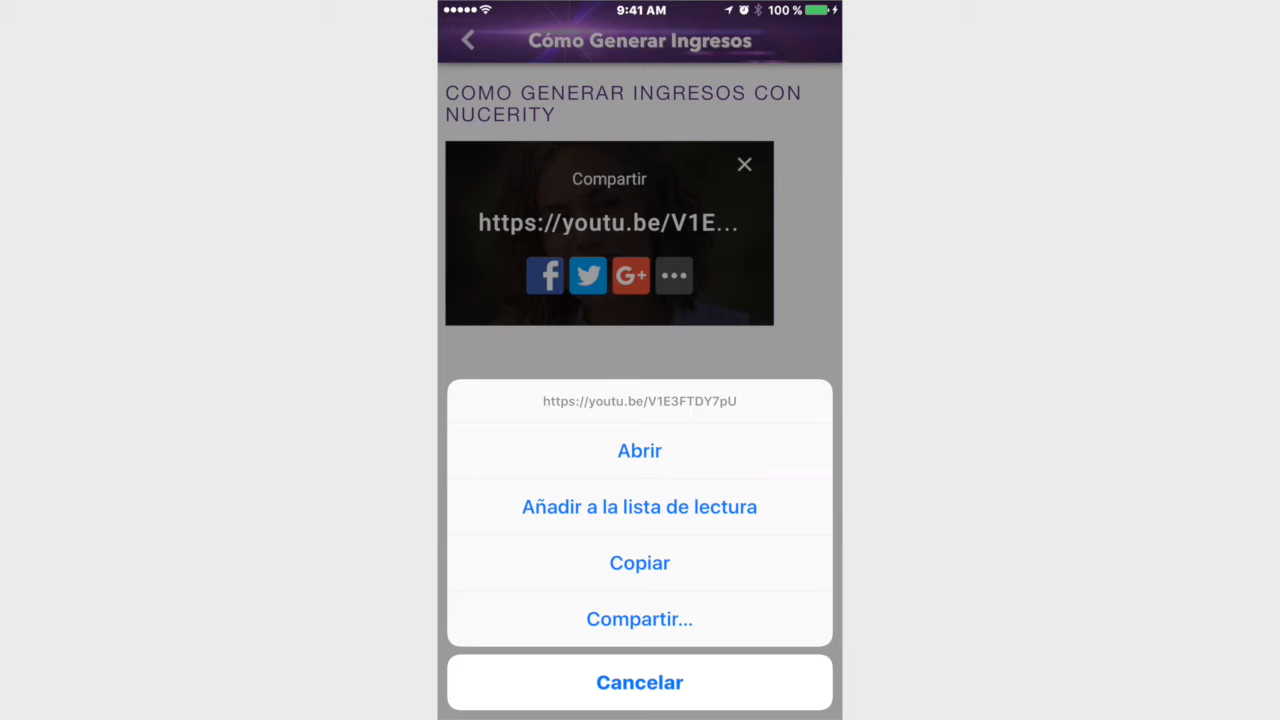 9:41 AM 100 %
Cómo Generar Ingresos
COMO GENERAR INGRESOS CON
NUCERITY
Compartir
https://youtu.be/V1E...
G+
https://youtu.be/V1E3FTDY7pU
Abrir
Añadir a la lista de lectura
Copiar
Compartir...
Cancelar